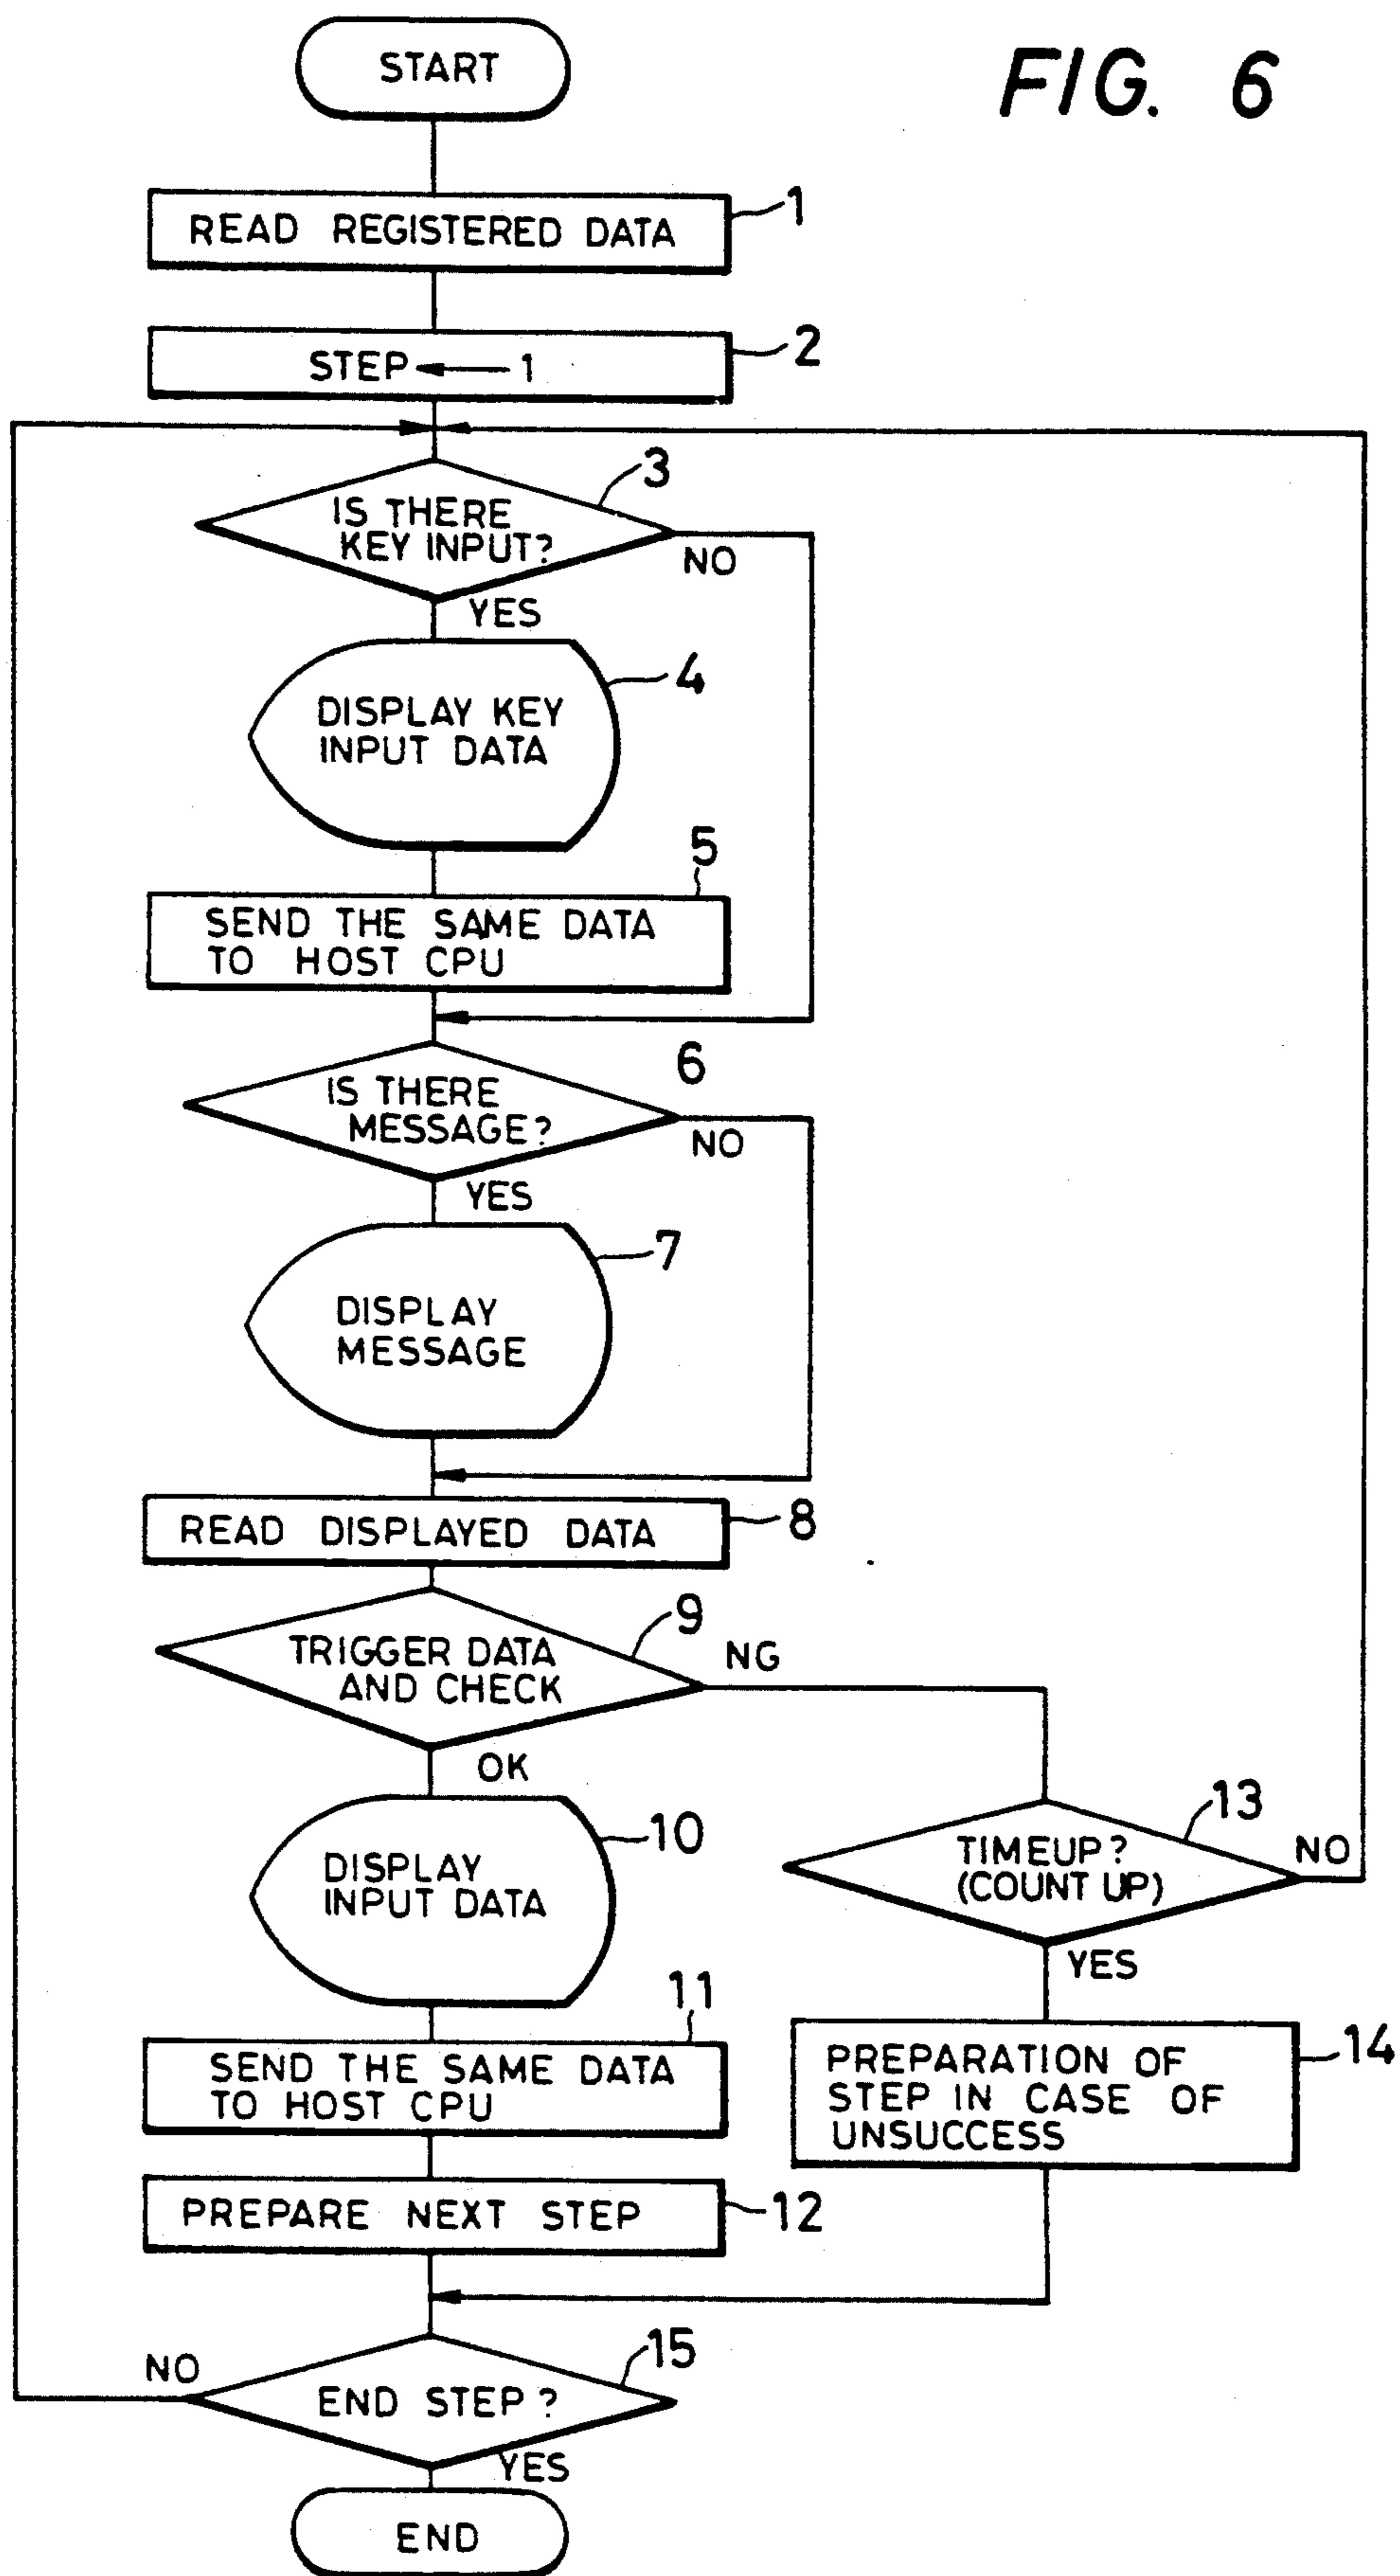 START
FIG. 6
READ REGISTERED DATA
1
STEP ← 1
2
3
IS THERE
KEY INPUT?
NO
YES
4
DISPLAY KEY
INPUT DATA
5
SEND THE SAME DATA
TO HOST CPU
6
IS THERE
MESSAGE?
NO
YES
7
DISPLAY
MESSAGE
READ DISPLAYED DATA
8
9
TRIGGER DATA
AND CHECK
NG
OK
10
DISPLAY
INPUT DATA
13
TIMEUP?
(COUNT UP)
NO
YES
11
SEND THE SAME DATA
TO HOST CPU
14
PREPARATION OF
STEP IN CASE OF
UNSUCCESS
PREPARE NEXT STEP
12
15
NO
END STEP?
YES
END